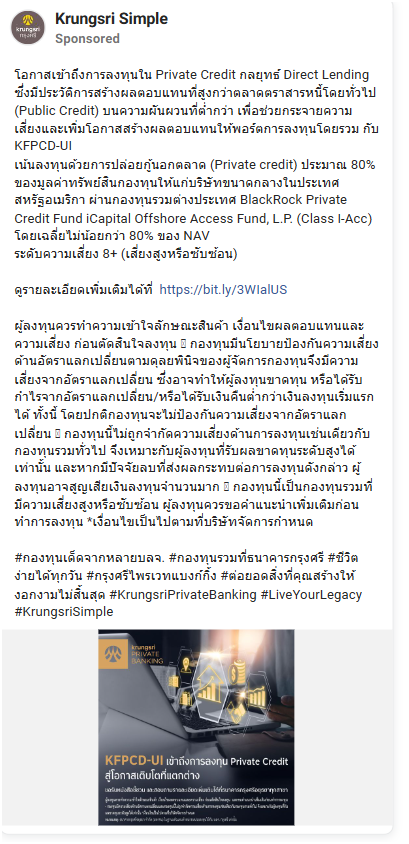 Krungsri Simple
Sponsored
โอกาสเข้าถึงการลงทุนใน Private Credit กลยุทธ์ Direct Lending
ซึ่งมีประวัติการสร้างผลตอบแทนที่สูงกว่าตลาดตราสารหนี้โดยทั่วไป
(Public Credit) บนความผันผวนที่ต่ำกว่า เพื่อช่วยกระจายความ
เสี่ยงและเพิ่มโอกาสสร้างผลตอบแทนให้พอร์ตการลงทุนโดยรวม กับ
KFPCD-UI
เน้นลงทุนด้วยการปล่อยกู้นอกตลาด (Private credit) ประมาณ 80%
ของมูลค่าทรัพย์สินกองทุนให้แก่บริษัทขนาดกลางในประเทศ
สหรัฐอเมริกา ผ่านกองทุนรวมต่างประเทศ BlackRock Private
Credit Fund iCapital Offshore Access Fund, L.P. (Class I-Acc)
โดยเฉลี่ยไม่น้อยกว่า 80% ของ NAV
ระดับความเสี่ยง 8+ (เสี่ยงสูงหรือซับซ้อน)
ดูรายละเอียดเพิ่มเติมได้ที่ https://bit.ly/3WIalUS
ผู้ลงทุนควรทำความเข้าใจลักษณะสินค้า เงื่อนไขผลตอบแทนและ
ความเสี่ยง ก่อนตัดสินใจลงทุน กองทุนมีนโยบายป้องกันความเสี่ยง
ด้านอัตราแลกเปลี่ยนตามดุลยพินิจของผู้จัดการกองทุนจึงมีความ
เสี่ยงจากอัตราแลกเปลี่ยน ซึ่งอาจทำให้ผู้ลงทุนขาดทุน หรือได้รับ
กำไรจากอัตราแลกเปลี่ยน/หรือได้รับเงินคืนต่ำกว่าเงินลงทุนเริ่มแรก
ได้ ทั้งนี้ โดยปกติกองทุนจะไม่ป้องกันความเสี่ยงจากอัตราแลก
เปลี่ยน กองทุนนี้ไม่ถูกจำกัดความเสี่ยงด้านการลงทุนเช่นเดียวกับ
กองทุนรวมทั่วไป จึงเหมาะกับผู้ลงทุนที่รับผลขาดทุนระดับสูงได้
เท่านั้น และหากมีปัจจัยลบที่ส่งผลกระทบต่อการลงทุนดังกล่าว ผู้
ลงทุนอาจสูญเสียเงินลงทุนจำนวนมาก กองทุนนี้เป็นกองทุนรวมที่
มีความเสี่ยงสูงหรือซับซ้อน ผู้ลงทุนควรขอคำแนะนำเพิ่มเติมก่อน
ทำการลงทุน *เงื่อนไขเป็นไปตามที่บริษัทจัดการกำหนด
#กองทุนเด็ดจากหลายบลจ. #กองทุนรวมที่ธนาคารกรุงศรี #ชีวิต
ง่ายได้ทุกวัน #กรุงศรีไพรเวทแบงก์กิ้ง #ต่อยอดสิ่งที่คุณสร้างให้
งอกงามไม่สิ้นสุด #KrungsriPrivateBanking #LiveYourLegacy
#KrungsriSimple
krungsri
PRIVATE
BANKING
KFPCD-UI เข้าถึงการลงทุน Private Credit
สู่โอกาสเติบโตที่แตกต่าง